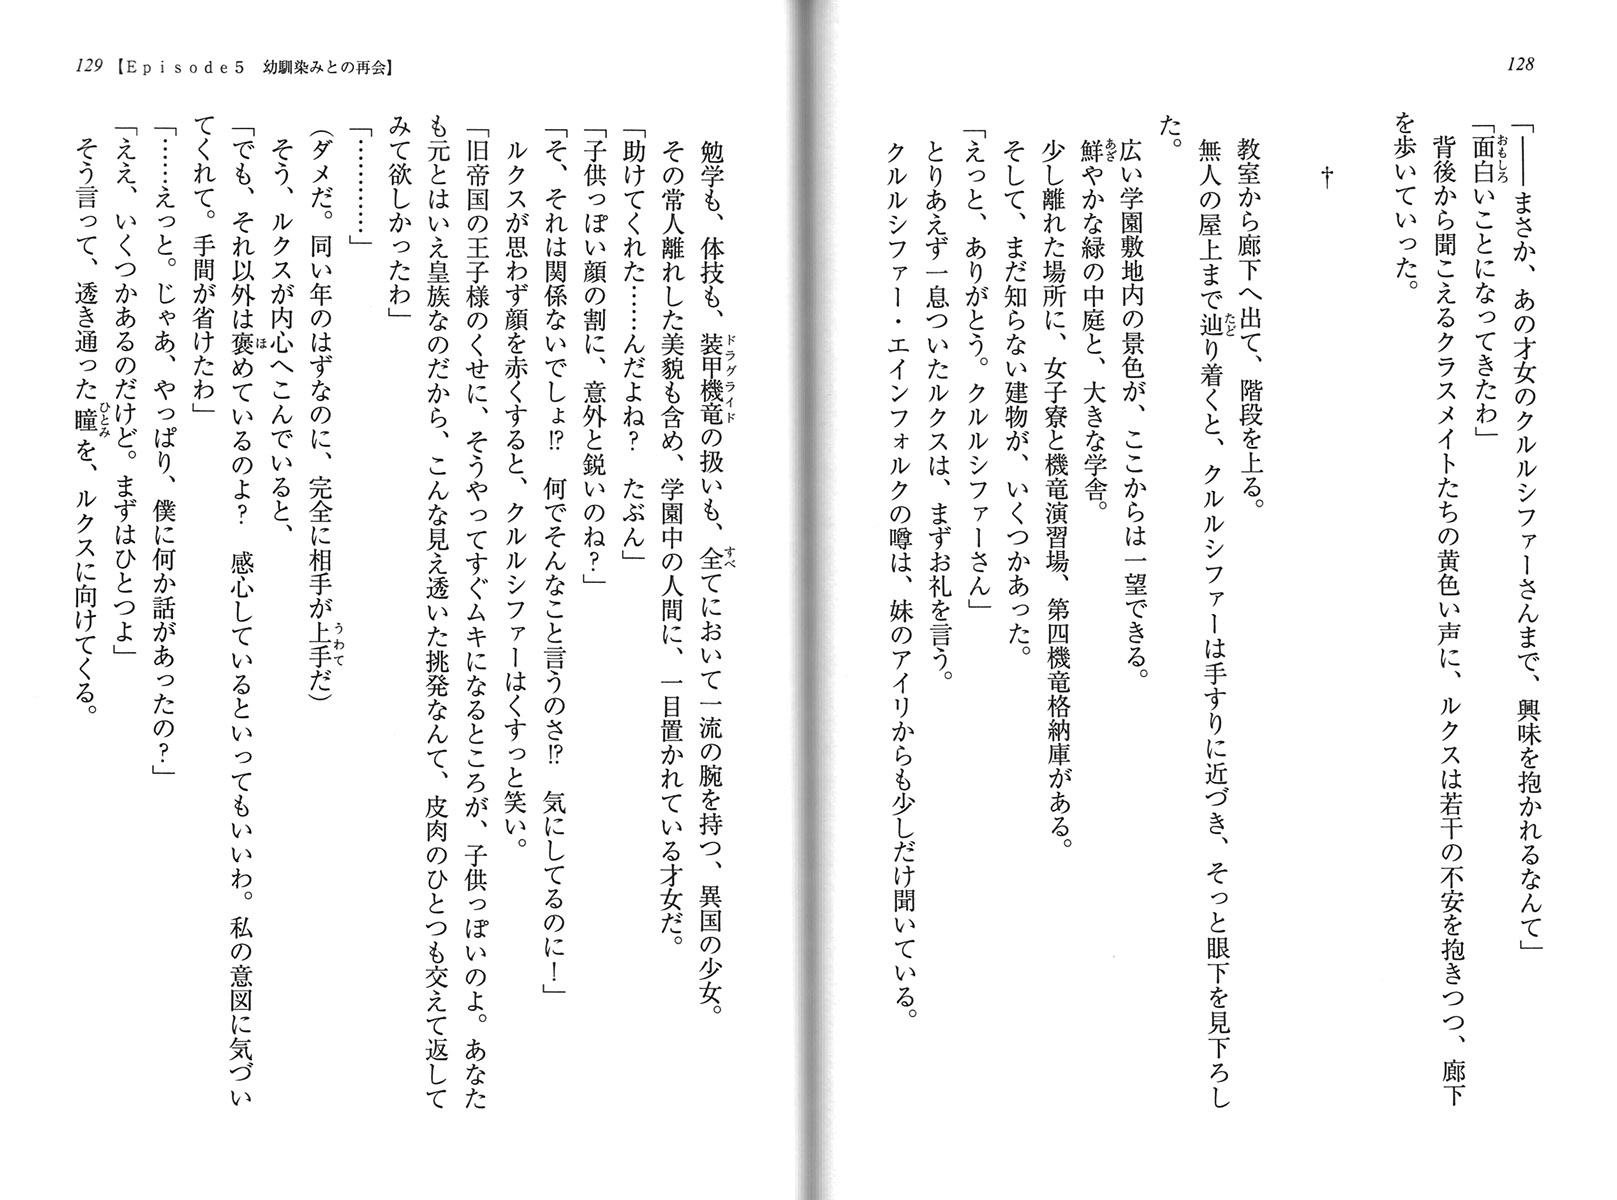 128
「――まさか、あの才女のクルルシファーさんまで、興味を抱かれるなんて」
「面白いことになってきたわ」
背後から聞こえるクラスメイトたちの黄色い声に、ルクスは若干の不安を抱きつつ、廊下
を歩いていった。
†
教室から廊下へ出て、階段を上る。
無人の屋上まで辿り着くと、クルルシファーは手すりに近づき、そっと眼下を見下ろし
た。
広い学園敷地内の景色が、ここからは一望できる。
鮮やかな緑の中庭と、大きな学舎。
少し離れた場所に、女子寮と機竜演習場、第四機竜格納庫がある。
そして、まだ知らない建物が、いくつかあった。
「えっと、ありがとう。クルルシファーさん」
とりあえず一息ついたルクスは、まずお礼を言う。
クルルシファー・エインフォルクの噂は、妹のアイリからも少しだけ聞いている。
129 【Episode5 幼馴染みとの再会】
勉学も、体技も、装甲機竜の扱いも、全てにおいて一流の腕を持つ、異国の少女。
その常人離れした美貌も含め、学園中の人間に、一目置かれている才女だ。
「助けてくれた……んだよね? たぶん」
「子供っぽい顔の割に、意外と鋭いのね?」
「そ、それは関係ないでしょ!? 何でそんなこと言うのさ!? 気にしてるのに!」
ルクスが思わず顔を赤くすると、クルルシファーはくすっと笑い。
「旧帝国の王子様のくせに、そうやってすぐムキになるところが、子供っぽいのよ。あなた
も元とはいえ皇族なのだから、こんな見え透いた挑発なんて、皮肉のひとつも交えて返して
みて欲しかったわ」
「…………」
(ダメだ。同い年のはずなのに、完全に相手が上手だ)
そう、ルクスが内心へこんでいると、
「でも、それ以外は褒めているのよ? 感心しているといってもいいわ。私の意図に気づい
てくれて。手間が省けたわ」
「……えっと。じゃあ、やっぱり、僕に何か話があったの?」
「ええ、いくつかあるのだけど。まずはひとつよ」
そう言って、透き通った瞳を、ルクスに向けてくる。